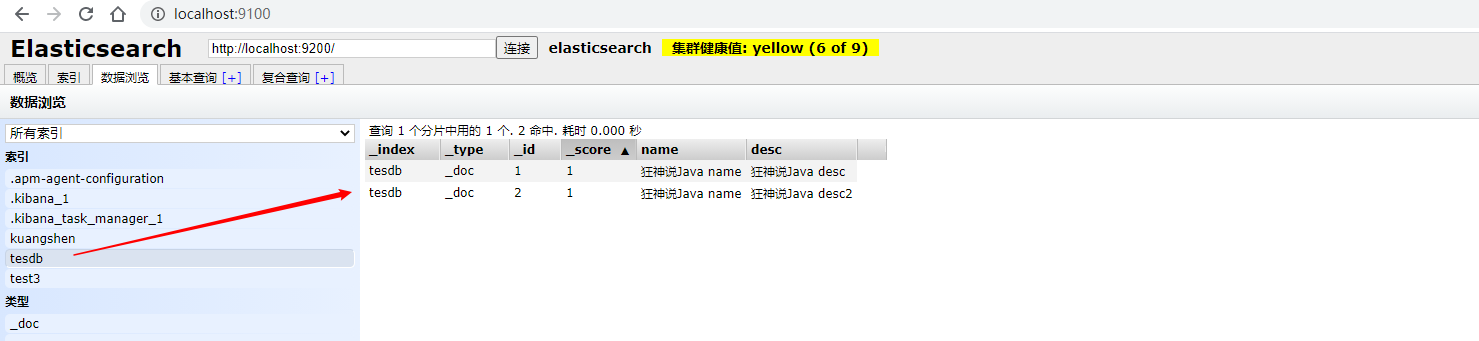 localhost:9100
Elasticsearch http://localhost:9200/ 连接 elasticsearch 集群健康值: yellow (6 of 9)
概览 索引 数据浏览 基本查询 [+] 复合查询 [+]
数据浏览
所有索引
索引
.apm-agent-configuration
.kibana_1
.kibana_task_manager_1
kuangshen
tesdb
test3
类型
_doc
查询 1 个分片中用的 1 个. 2 命中. 耗时 0.000 秒
_index _type _id _score ▲ name desc
tesdb _doc 1 1 狂神说Java name 狂神说Java desc
tesdb _doc 2 1 狂神说Java name 狂神说Java desc2